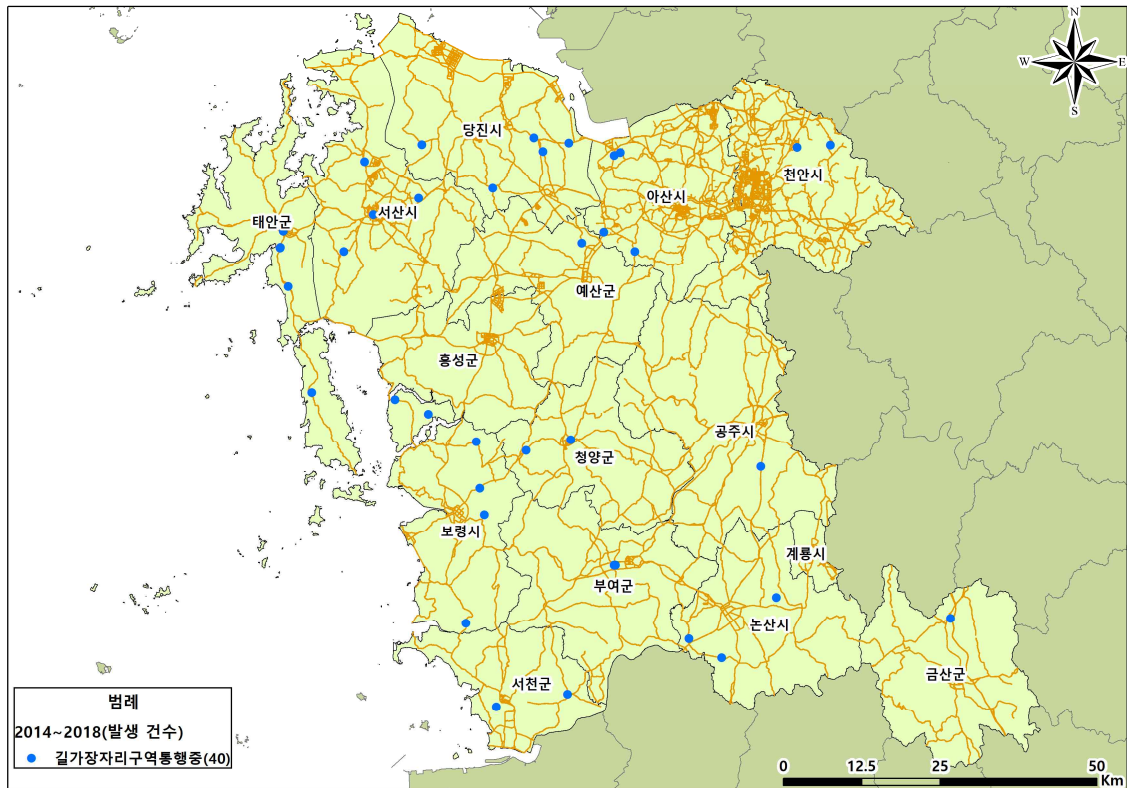 N
W
E
S
당진시
천안시
아산시
서산시
태안군
예산군
홍성군
공주시
청양군
보령시
계룡시
부여군
논산시
금산군
서천군
범례
2014~2018(발생 건수)
길가장자리구역통행중(40)
0 12.5 25 50
Km